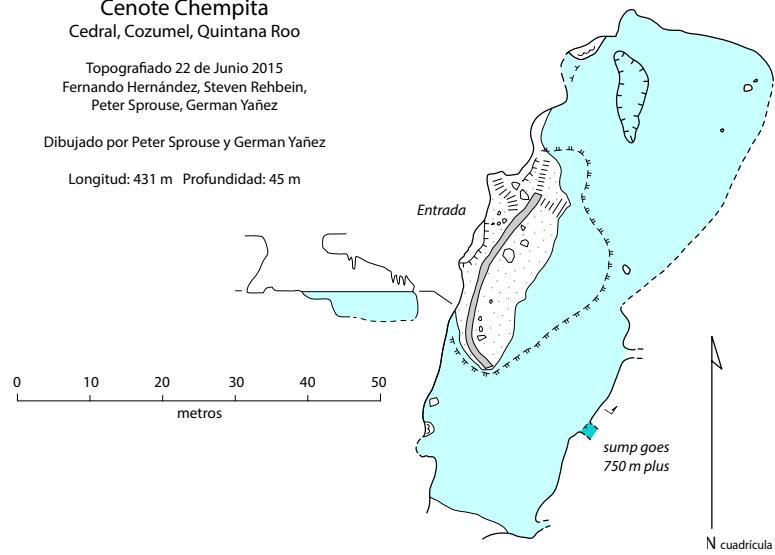 Cenote Chempita
Cedral, Cozumel, Quintana Roo
Topografiado 22 de Junio 2015
Fernando Hernández, Steven Rehbein,
Peter Sprouse, German Yañez
Dibujado por Peter Sprouse y German Yañez
Longitud: 431 m Profundidad: 45 m
Entrada
0 10 20 30 40 50
metros
sump goes
750 m plus
N cuadrícula